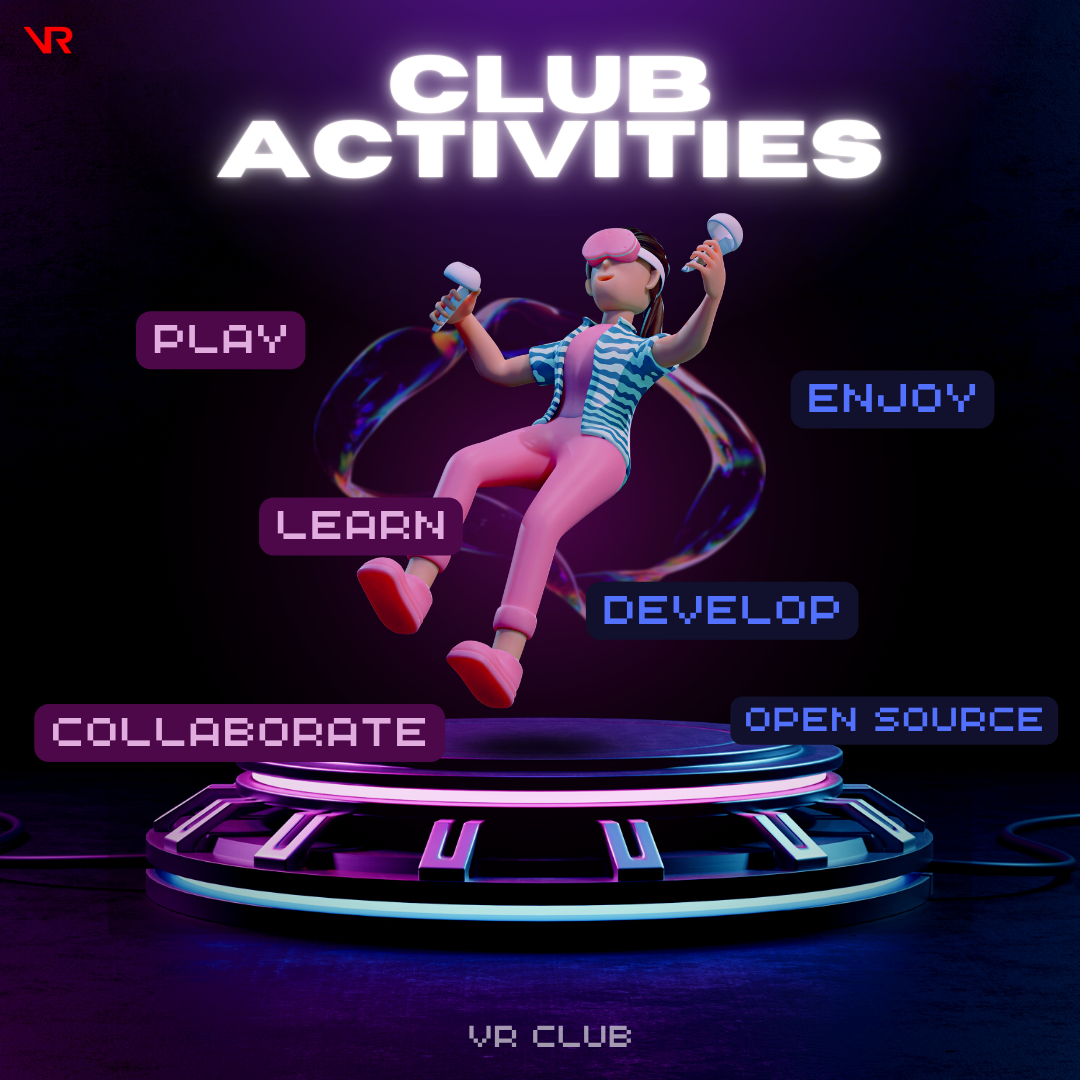 VR
CLUB
ACTIVITIES
PLAY
ENJOY
LEARN
DEVELOP
COLLABORATE
OPEN SOURCE
VR CLUB